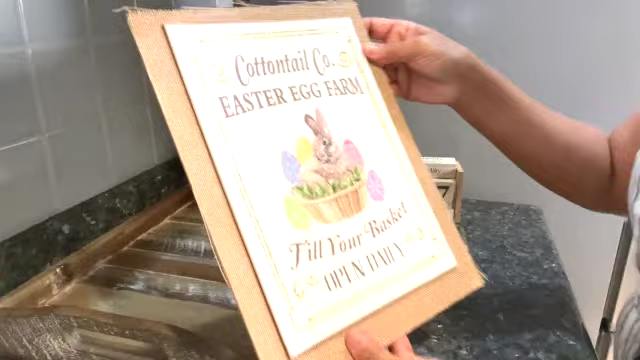 Cottontail Co.
EASTER EGG FARM
Fill Your Basket
OPEN DAILY